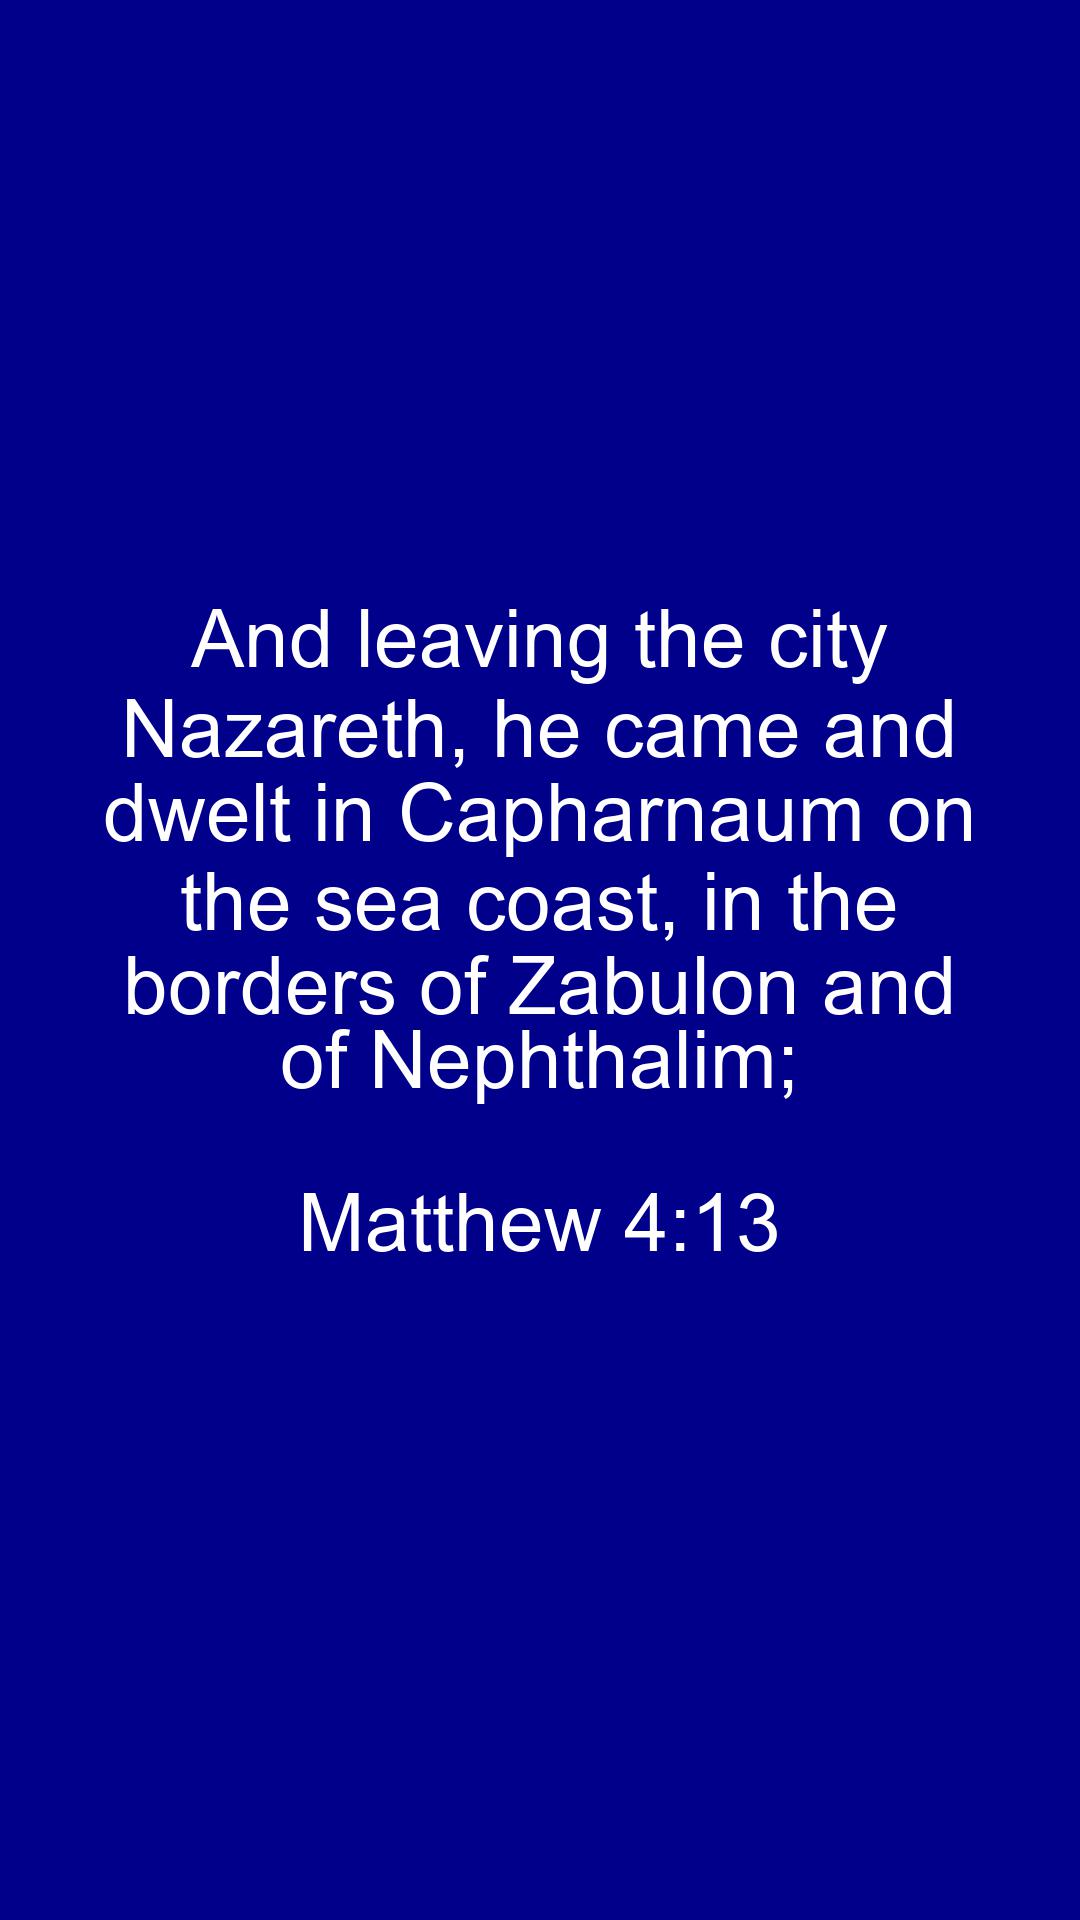 And leaving the city
Nazareth, he came and
dwelt in Capharnaum on
the sea coast, in the
borders of Zabulon and
of Nephthalim;
Matthew 4:13